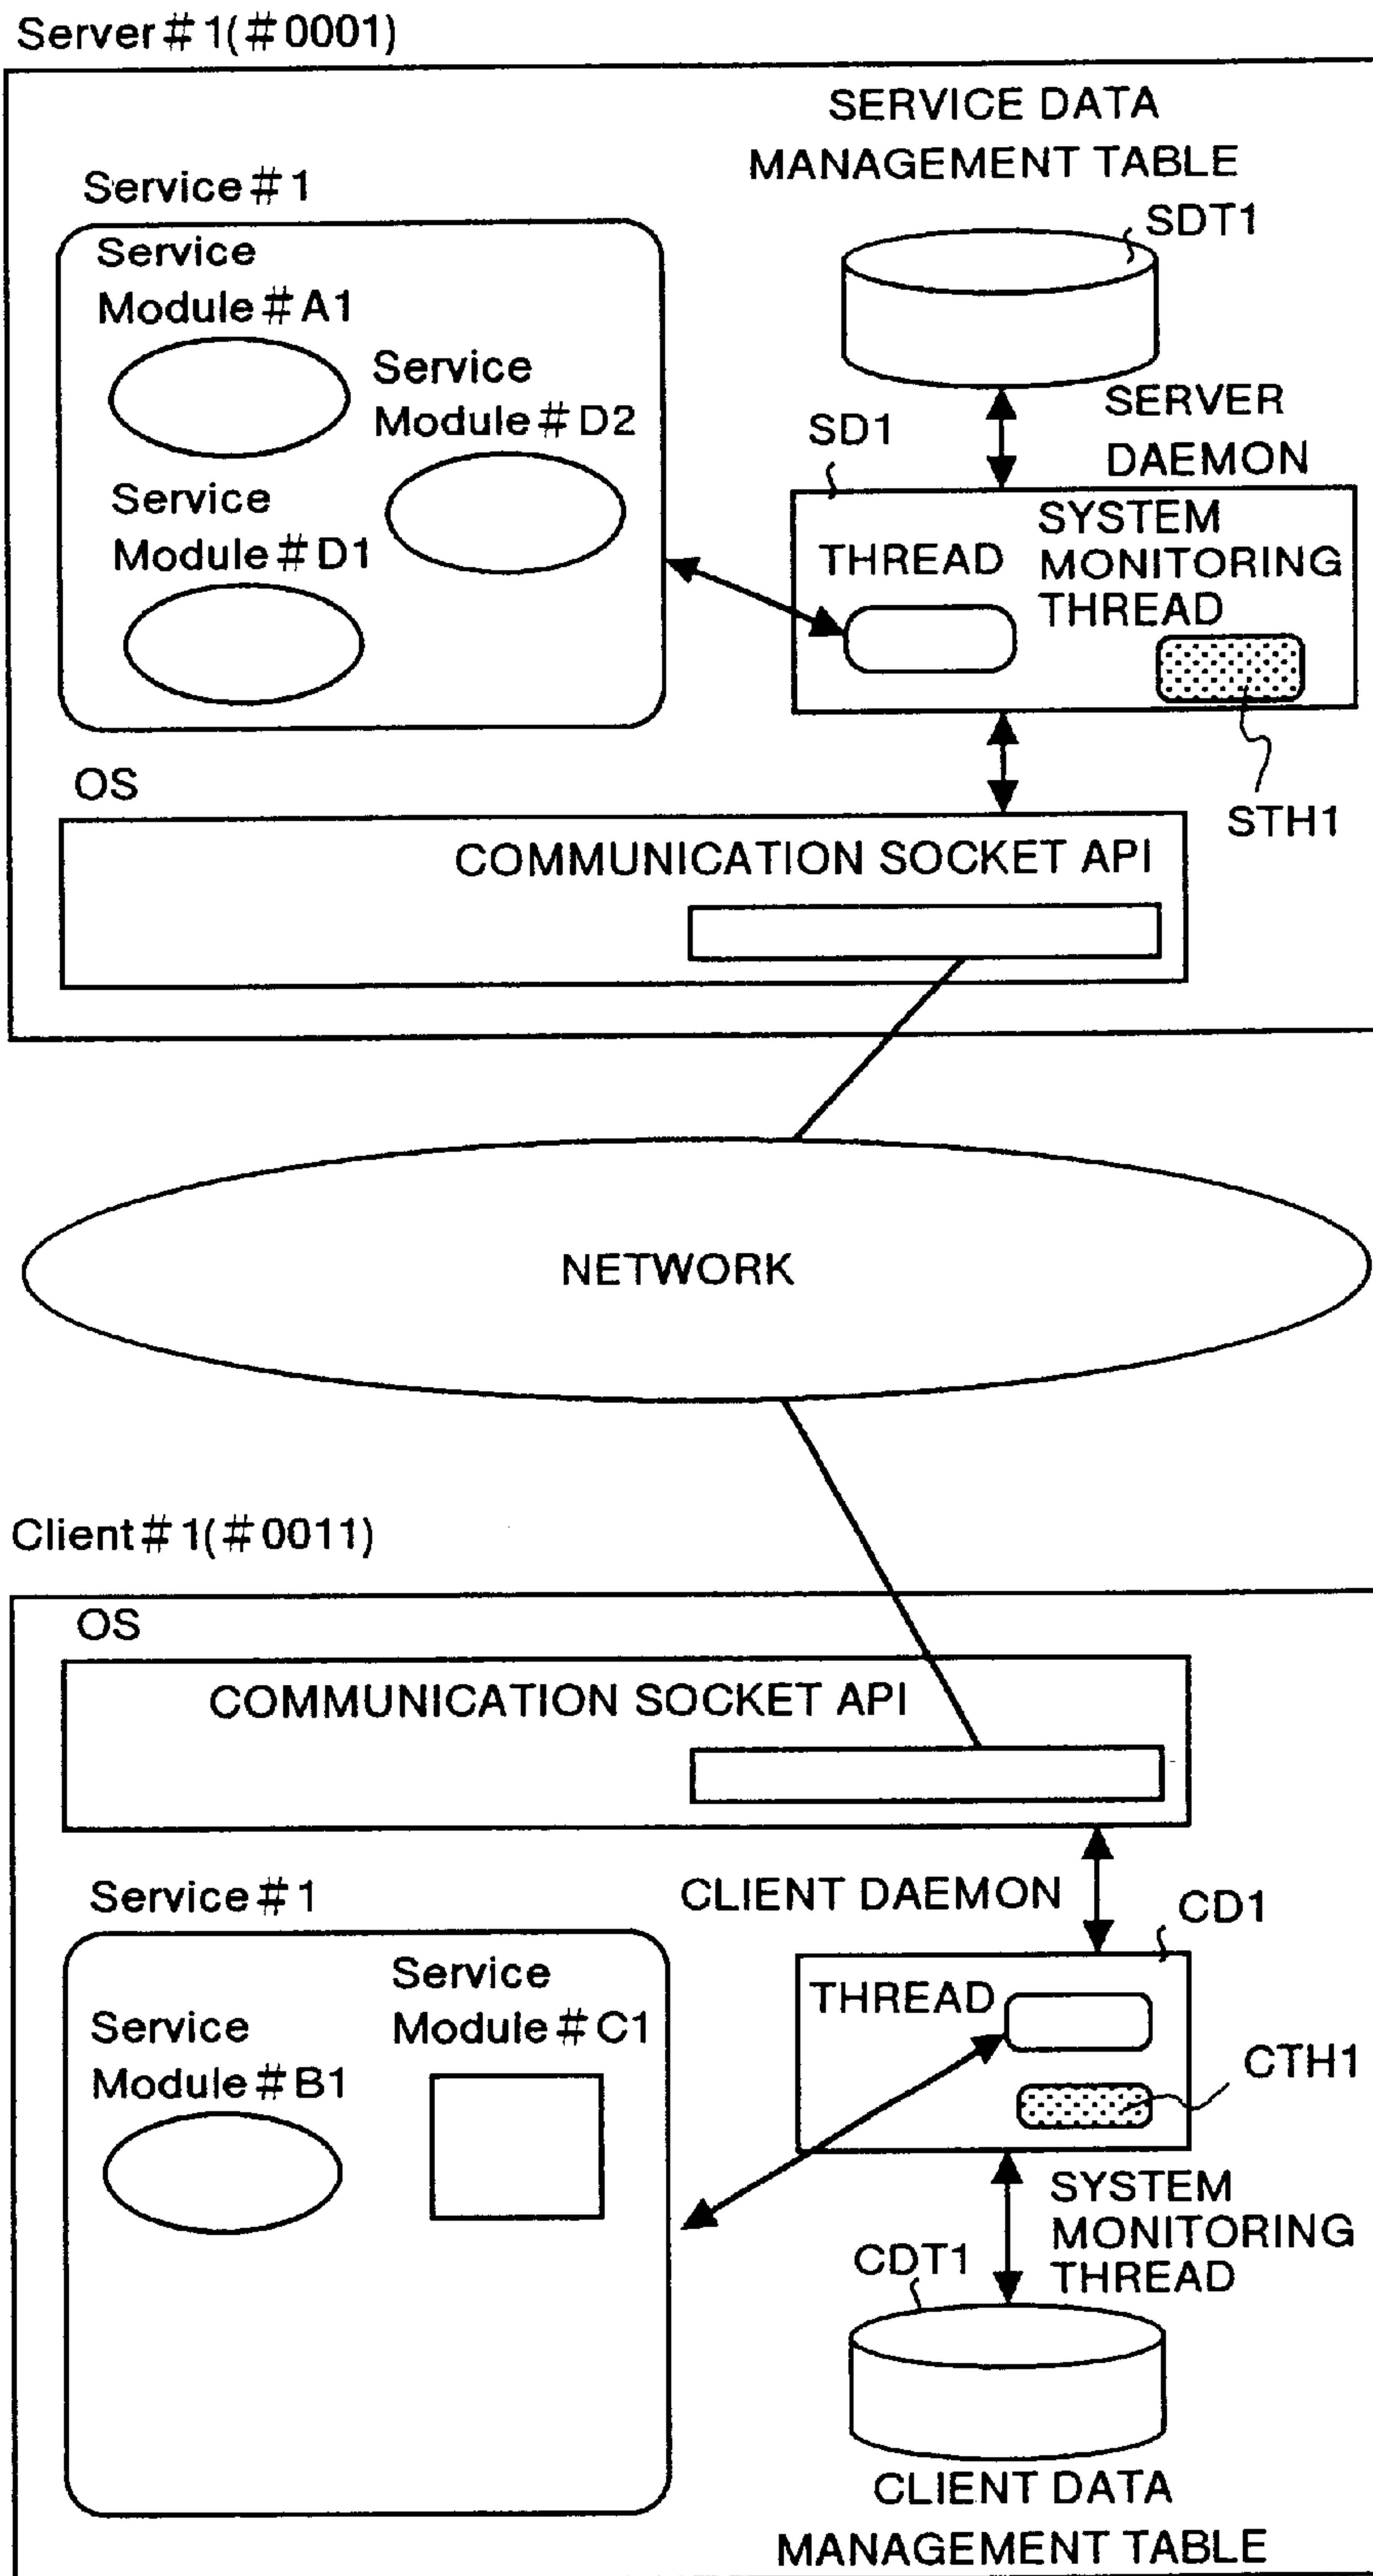 Server#1(#0001)
SERVICE DATA
MANAGEMENT TABLE
SDT1
Service#1
Service
Module#A1
Service
Module#D2
Service
Module#D1
SERVER
DAEMON
SD1
THREAD
SYSTEM
MONITORING
THREAD
STH1
OS
COMMUNICATION SOCKET API
NETWORK
Client#1(#0011)
OS
COMMUNICATION SOCKET API
Service#1
Service
Module#B1
Service
Module#C1
CLIENT DAEMON
CD1
THREAD
CTH1
SYSTEM
MONITORING
THREAD
CDT1
CLIENT DATA
MANAGEMENT TABLE